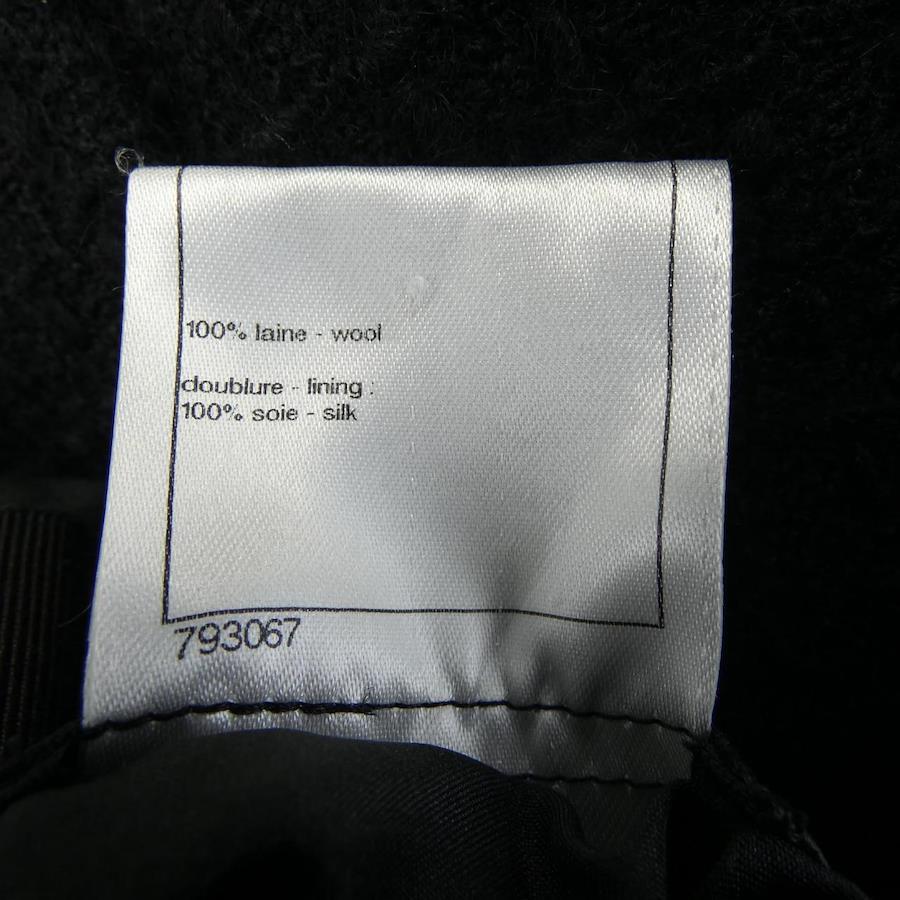 100% laine - wool
doublure - lining :
100% soie - silk
793067